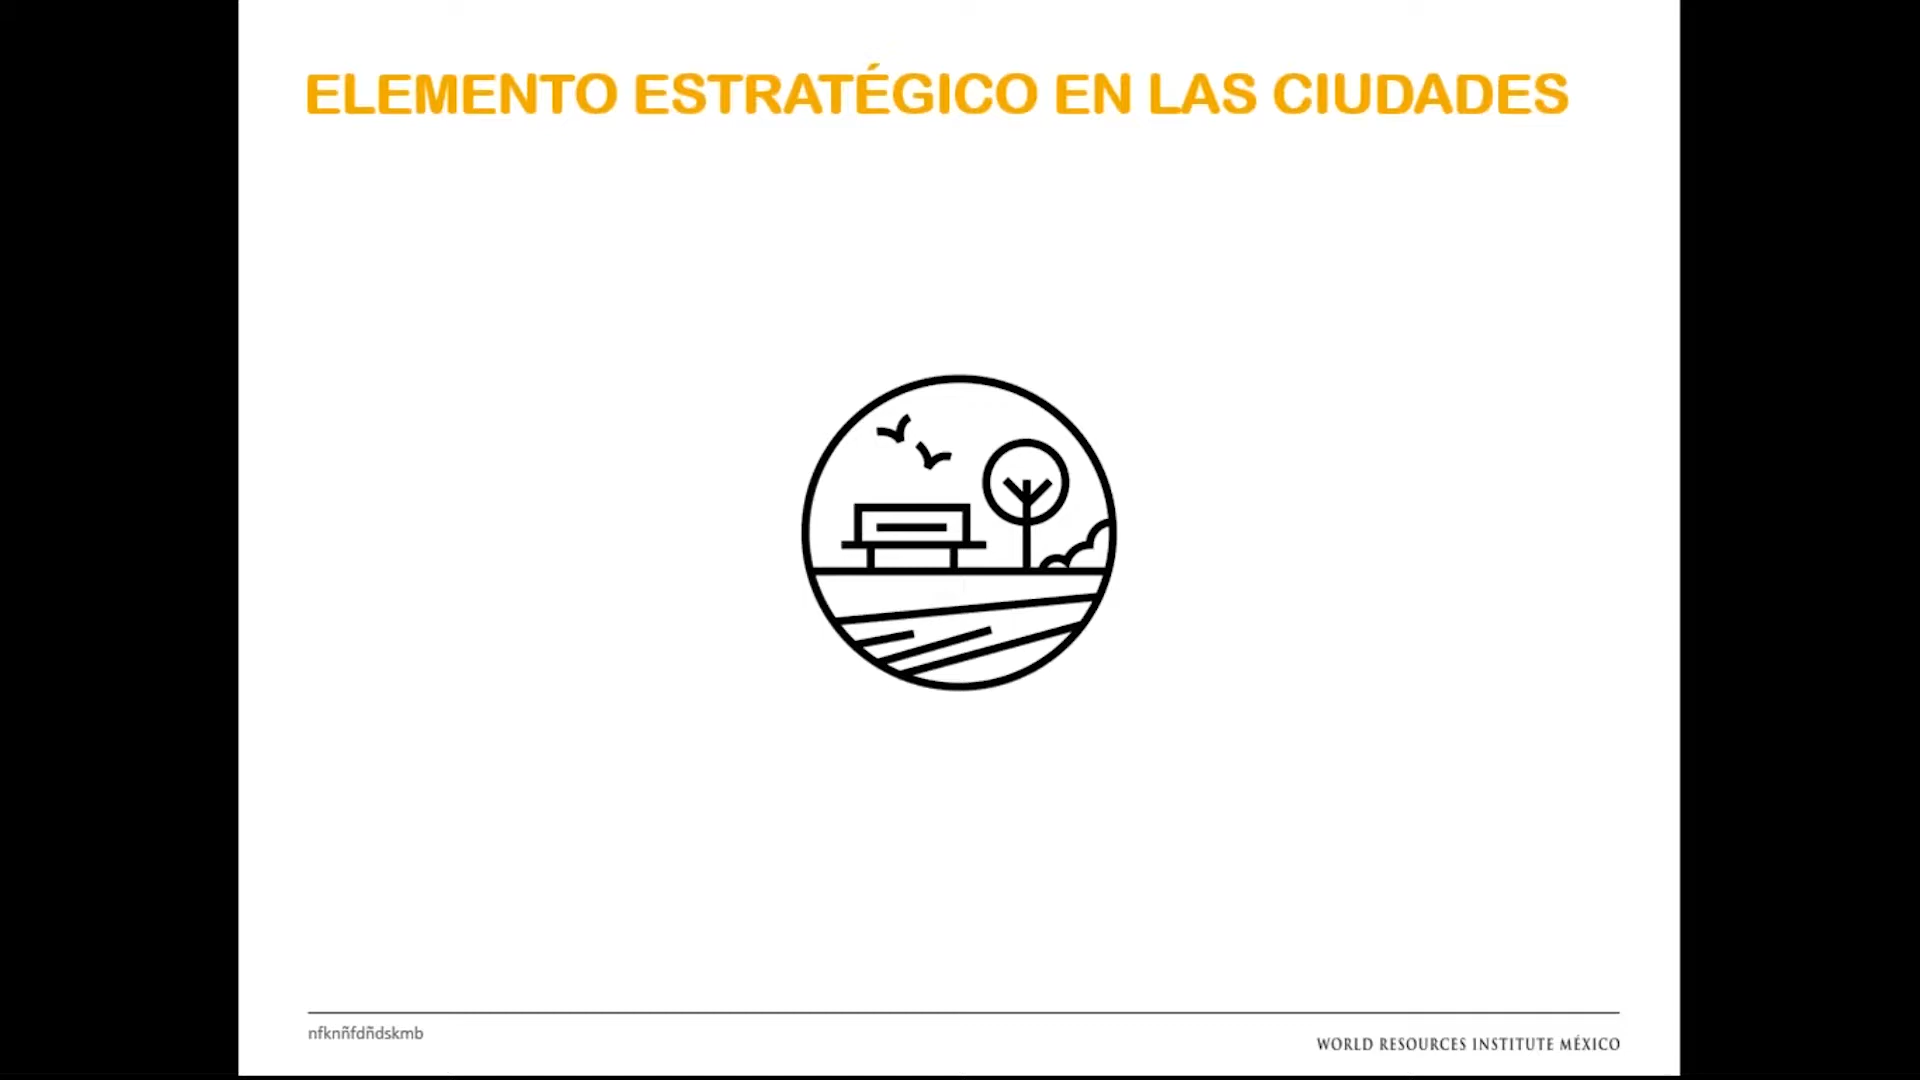 ELEMENTO ESTRATÉGICO EN LAS CIUDADES
nfknñfdñdskmb
WORLD RESOURCES INSTITUTE MÉXICO